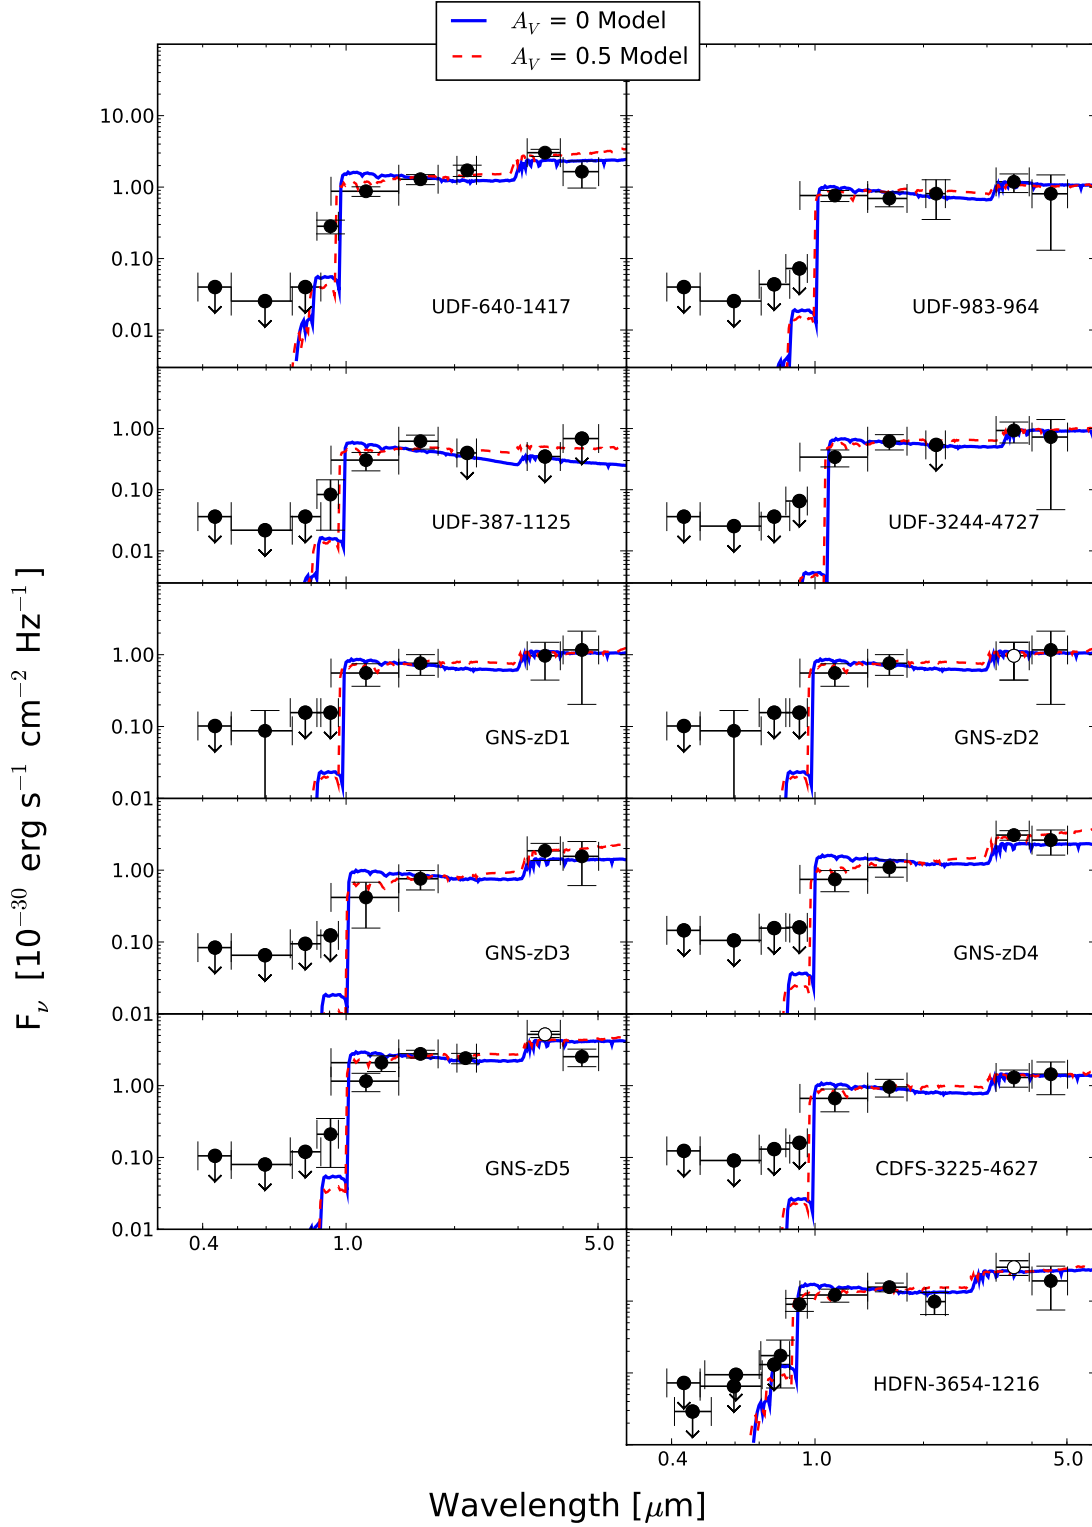 A_V = 0 Model
A_V = 0.5 Model
10.00
1.00
0.10
0.01
UDF-640-1417
UDF-983-964
1.00
0.10
0.01
UDF-387-1125
UDF-3244-4727
1.00
0.10
0.01
GNS-zD1
GNS-zD2
1.00
0.10
0.01
GNS-zD3
GNS-zD4
1.00
0.10
0.01
GNS-zD5
CDFS-3225-4627
0.4 1.0 5.0
HDFN-3654-1216
0.4 1.0 5.0
F_ν [10^−30 erg s^−1 cm^−2 Hz^−1]
Wavelength [μm]